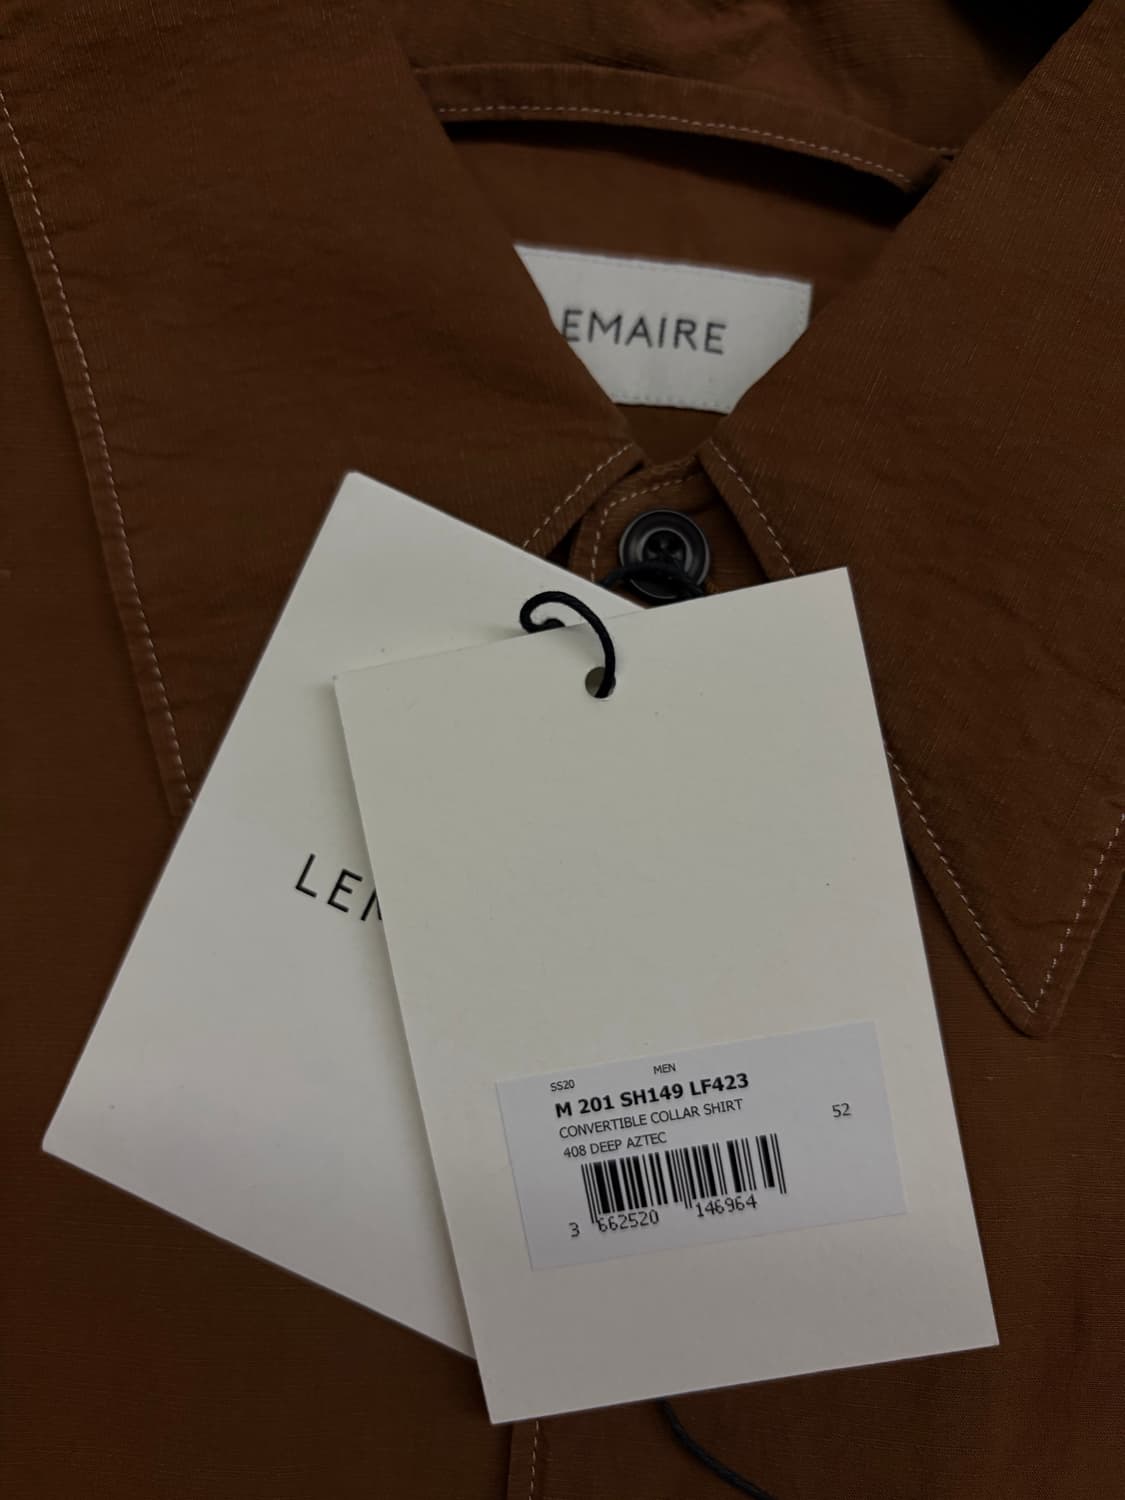 EMAIRE
LEM
SS20 MEN
M 201 SH149 LF423
CONVERTIBLE COLLAR SHIRT 52
408 DEEP AZTEC
3 662520 146964